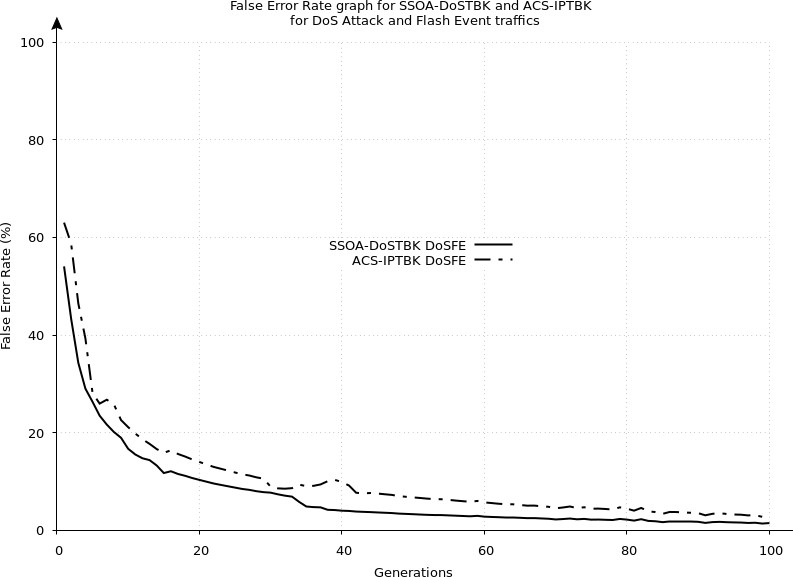 False Error Rate graph for SSOA-DoSTBK and ACS-IPTBK
for DoS Attack and Flash Event traffics
100
80
60
40
20
0
False Error Rate (%)
SSOA-DoSTBK DoSFE
ACS-IPTBK DoSFE
0 20 40 60 80 100
Generations